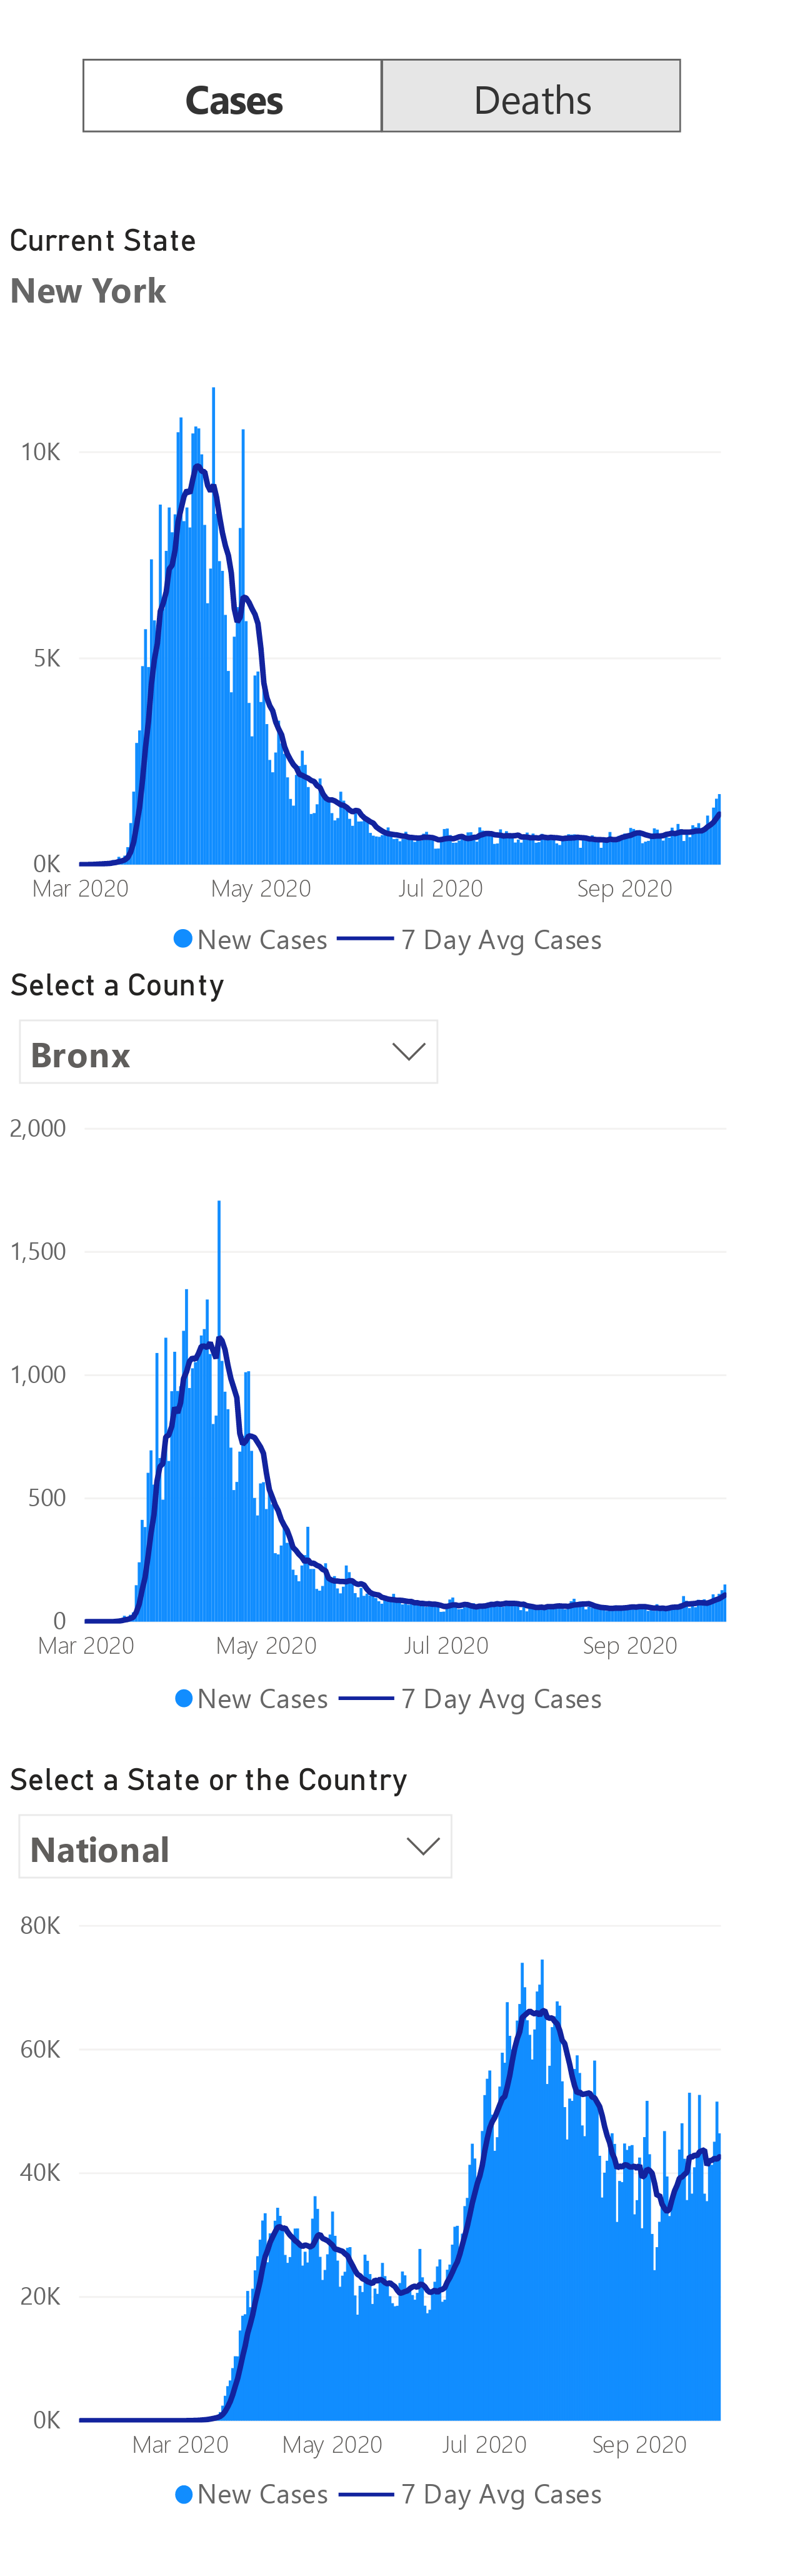 Cases Deaths
Current State
New York
10K
5K
0K
Mar 2020 May 2020 Jul 2020 Sep 2020
New Cases 7 Day Avg Cases
Select a County
Bronx
2,000
1,500
1,000
500
0
Mar 2020 May 2020 Jul 2020 Sep 2020
New Cases 7 Day Avg Cases
Select a State or the Country
National
80K
60K
40K
20K
0K
Mar 2020 May 2020 Jul 2020 Sep 2020
New Cases 7 Day Avg Cases